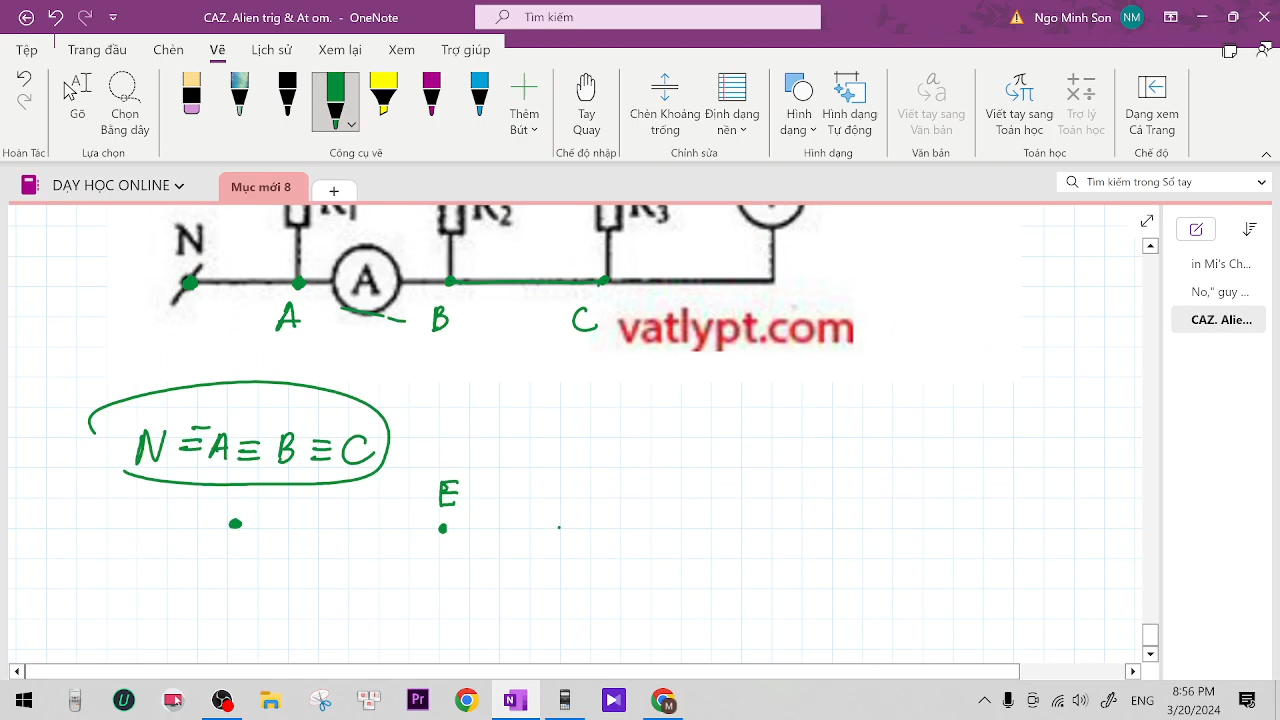 CAZ. Alien At on. - OneNote
Tìm kiếm
Ngo Minh Son
NM
Tệp Trang đầu Chèn Vẽ Lịch sử Xem lại Xem Trợ giúp
Gõ
Chọn Bằng dây
Thêm Bút
Tay Quay
Chèn Khoảng trống
Định dạng nền
Hình dạng
Hình dạng Tự động
Viết tay sang Văn bản
Viết tay sang Toán học
Trợ lý Toán học
Dạng xem Cả Trang
Hoàn Tác
Lựa chọn
Công cụ vẽ
Chế độ nhập
Chỉnh sửa
Hình dạng
Văn bản
Toán học
Chế độ
DẠY HỌC ONLINE
Mục mới 8
+
Tìm kiếm trong Sổ tay
in Mi's Ch...
No," guy ...
CAZ. Alie...
R1 R2 R3
N
A
A B C
vatlypt.com
N ≡ A ≡ B ≡ C
E
ENG
8:56 PM
3/20/2024